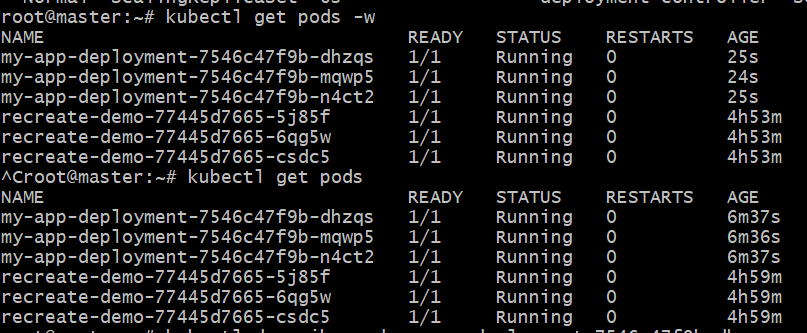 root@master:~# kubectl get pods -w
NAME READY STATUS RESTARTS AGE
my-app-deployment-7546c47f9b-dhzqs 1/1 Running 0 25s
my-app-deployment-7546c47f9b-mqwp5 1/1 Running 0 24s
my-app-deployment-7546c47f9b-n4ct2 1/1 Running 0 25s
recreate-demo-77445d7665-5j85f 1/1 Running 0 4h53m
recreate-demo-77445d7665-6qg5w 1/1 Running 0 4h53m
recreate-demo-77445d7665-csdc5 1/1 Running 0 4h53m
^Croot@master:~# kubectl get pods
NAME READY STATUS RESTARTS AGE
my-app-deployment-7546c47f9b-dhzqs 1/1 Running 0 6m37s
my-app-deployment-7546c47f9b-mqwp5 1/1 Running 0 6m36s
my-app-deployment-7546c47f9b-n4ct2 1/1 Running 0 6m37s
recreate-demo-77445d7665-5j85f 1/1 Running 0 4h59m
recreate-demo-77445d7665-6qg5w 1/1 Running 0 4h59m
recreate-demo-77445d7665-csdc5 1/1 Running 0 4h59m